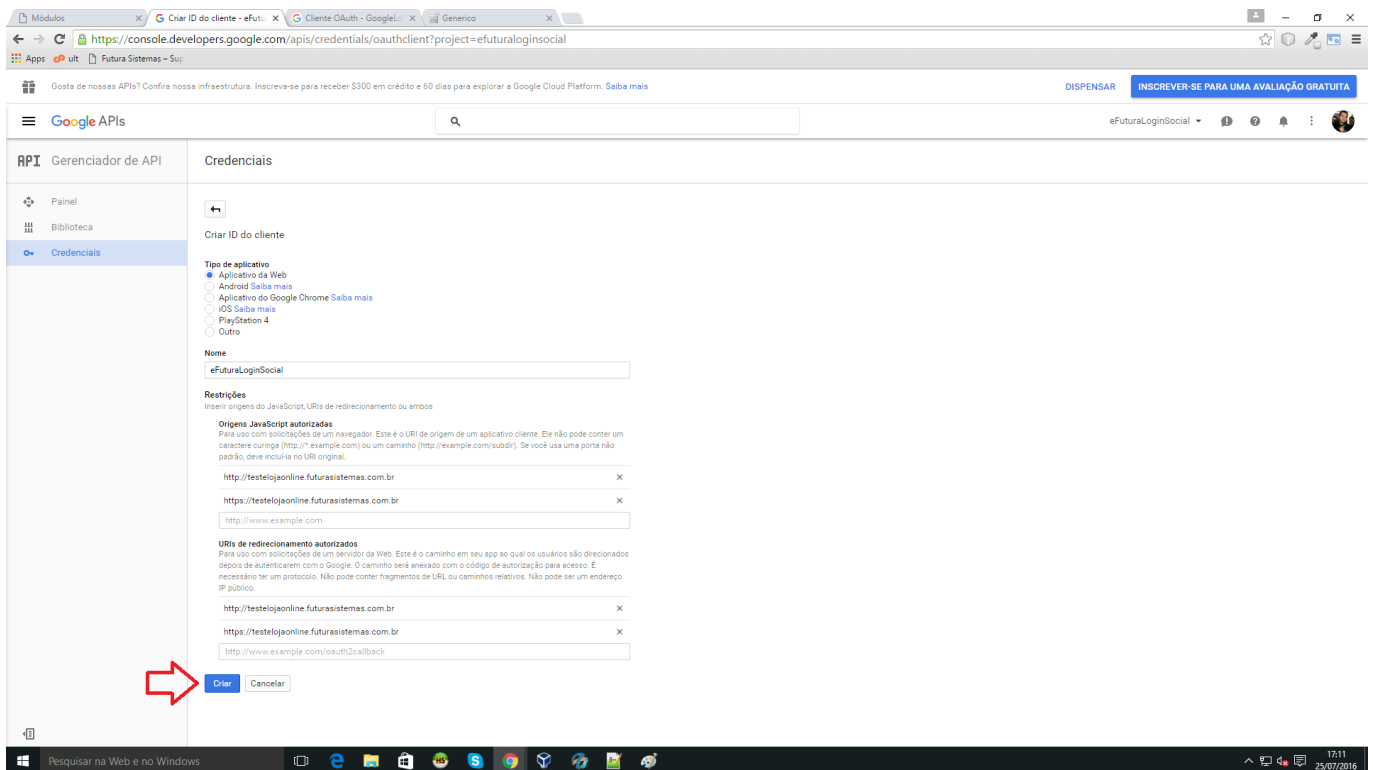 Módulos
Criar ID do cliente - eFutu
Cliente OAuth - GoogleLo
Generico
https://console.developers.google.com/apis/credentials/oauthclient?project=efuturaloginsocial
Apps
ult
Futura Sistemas – Sup
Gosta de nossas APIs? Confira nossa infraestrutura. Inscreva-se para receber $300 em crédito e 60 dias para explorar a Google Cloud Platform. Saiba mais
DISPENSAR
INSCREVER-SE PARA UMA AVALIAÇÃO GRATUITA
Google APIs
eFuturaLoginSocial
API Gerenciador de API
Credenciais
Painel
Biblioteca
Credenciais
Criar ID do cliente
Tipo de aplicativo
Aplicativo da Web
Android Saiba mais
Aplicativo do Google Chrome Saiba mais
iOS Saiba mais
PlayStation 4
Outro
Nome
eFuturaLoginSocial
Restrições
Inserir origens do JavaScript, URIs de redirecionamento ou ambos
Origens JavaScript autorizadas
Para uso com solicitações de um navegador. Este é o URI de origem de um aplicativo cliente. Ele não pode conter um
caractere curinga (http://*.example.com) ou um caminho (http://example.com/subdir). Se você usa uma porta não
padrão, deve incluí-la no URI original.
http://testelojaonline.futurasistemas.com.br
https://testelojaonline.futurasistemas.com.br
http://www.example.com
URIs de redirecionamento autorizados
Para uso com solicitações de um servidor da Web. Este é o caminho em seu app ao qual os usuários são direcionados
depois de autenticarem com o Google. O caminho será anexado com o código de autorização para acesso. É
necessário ter um protocolo. Não pode conter fragmentos de URL ou caminhos relativos. Não pode ser um endereço
IP público.
http://testelojaonline.futurasistemas.com.br
https://testelojaonline.futurasistemas.com.br
http://www.example.com/oauth2callback
Criar
Cancelar
Pesquisar na Web e no Windows
17:11
25/07/2016